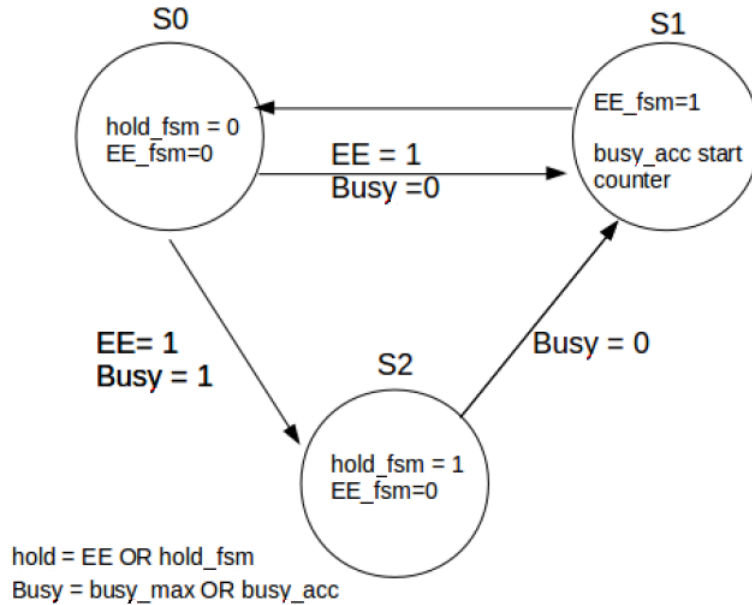 S0
S1
hold_fsm = 0
EE_fsm=0
EE_fsm=1
busy_acc start
counter
EE = 1
Busy =0
EE= 1
Busy = 1
Busy = 0
S2
hold_fsm = 1
EE_fsm=0
hold = EE OR hold_fsm
Busy = busy_max OR busy_acc